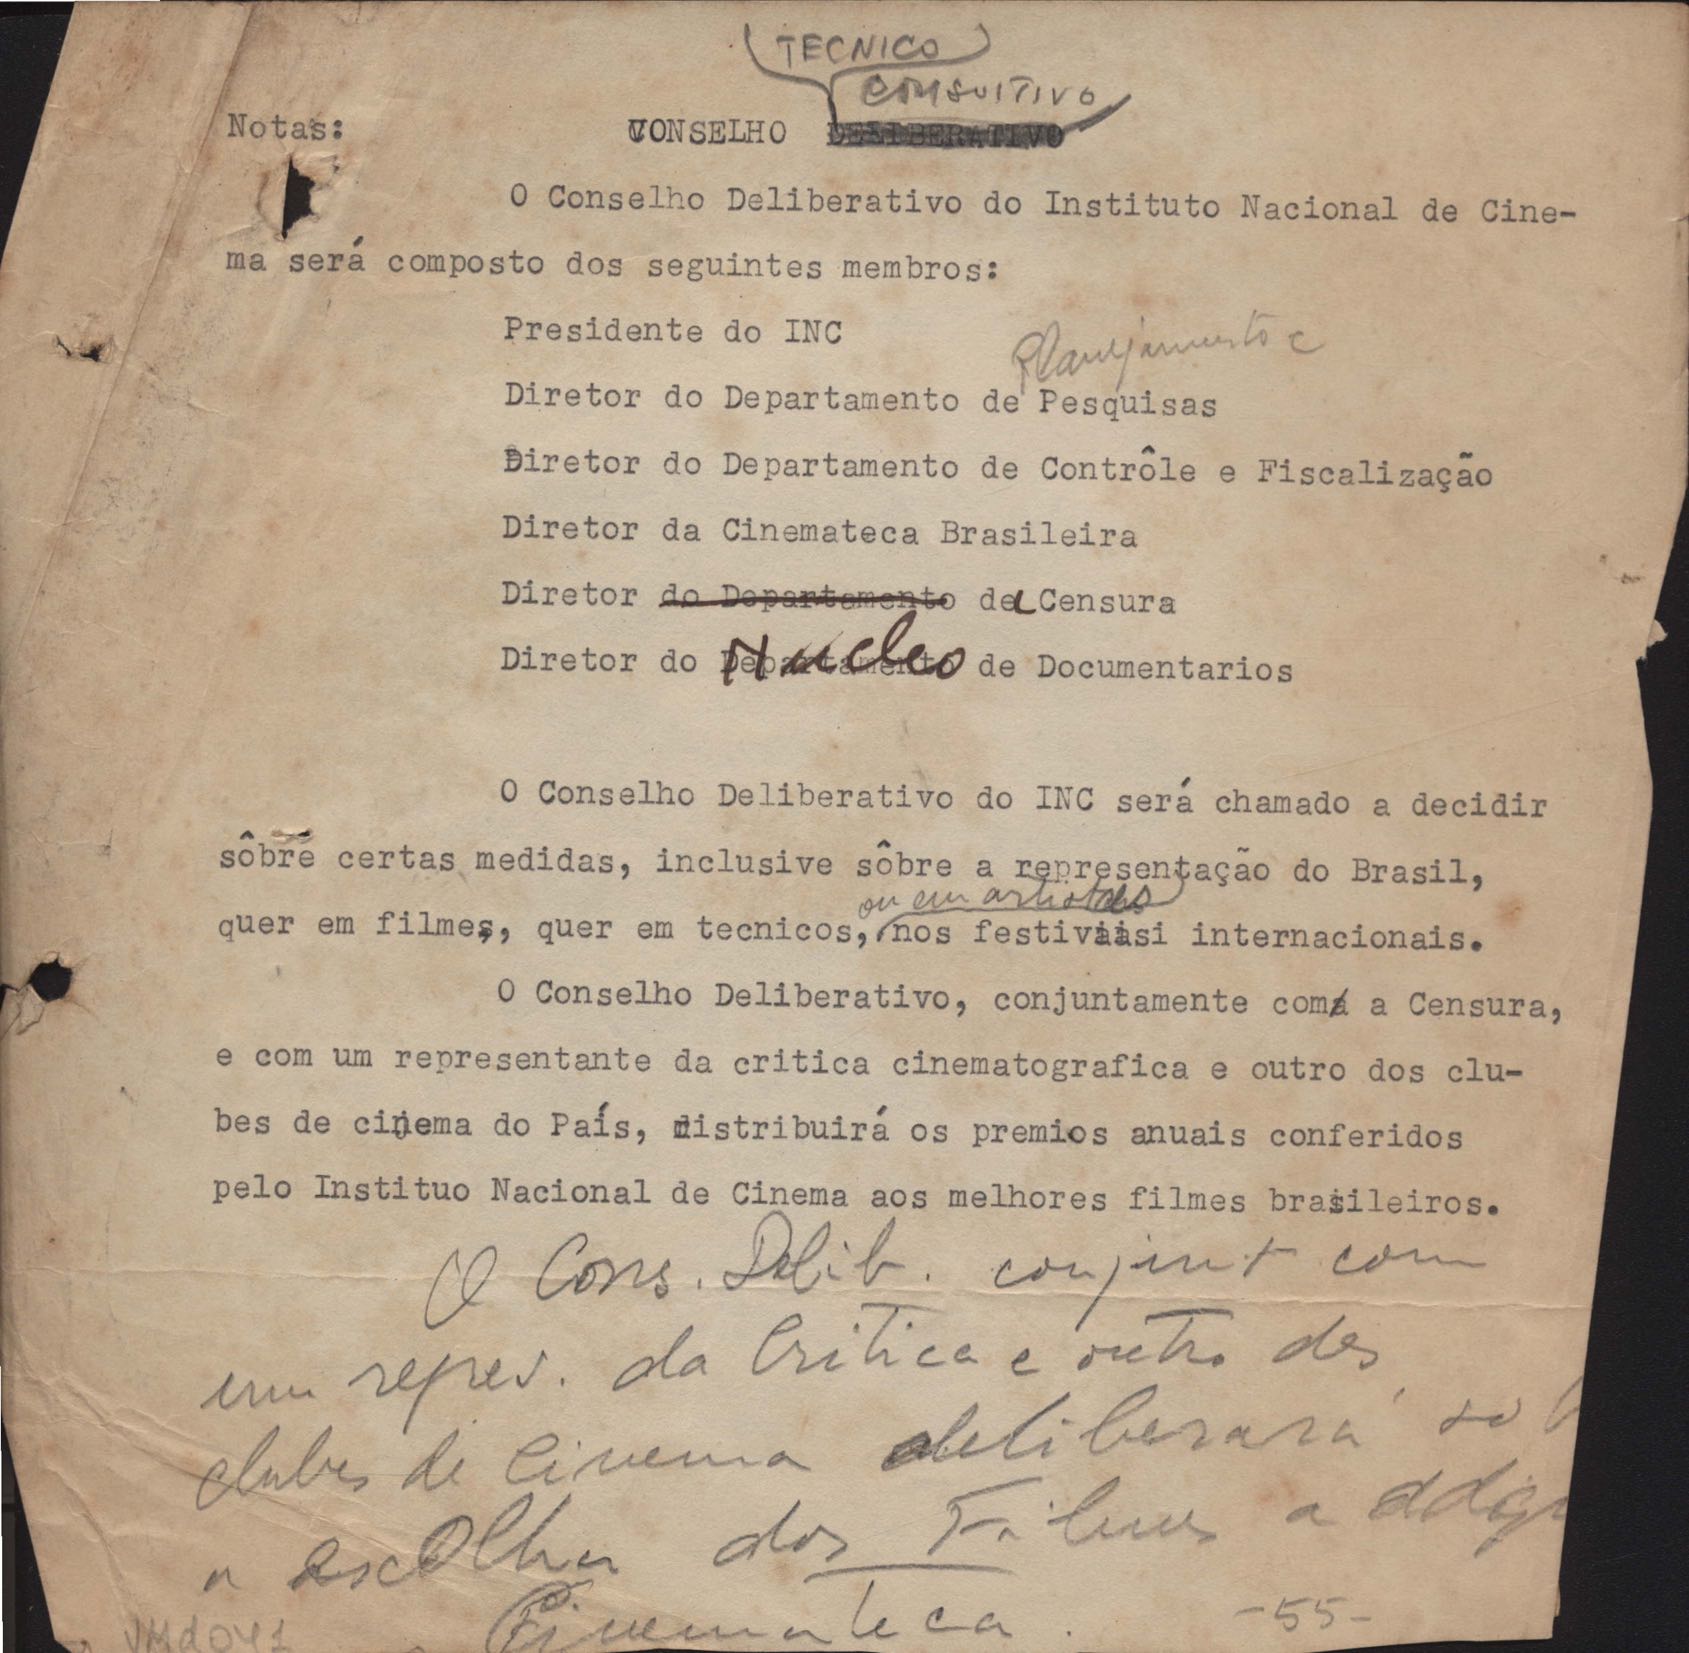 TECNICO
CONSULTIVO
Notas: CONSELHO DELIBERATIVO
O Conselho Deliberativo do Instituto Nacional de Cine-
ma será composto dos seguintes membros:
Presidente do INC
Planejamento e
Diretor do Departamento de Pesquisas
Diretor do Departamento de Contrôle e Fiscalização
Diretor da Cinemateca Brasileira
Diretor do Departamento de Censura
Diretor do Nucleo de Documentarios
O Conselho Deliberativo do INC será chamado a decidir
sôbre certas medidas, inclusive sôbre a representação do Brasil,
ou em artistas
quer em filmes, quer em tecnicos, nos festivaisi internacionais.
O Conselho Deliberativo, conjuntamente com a Censura,
e com um representante da critica cinematografica e outro dos clu-
bes de cinema do País, distribuirá os premios anuais conferidos
pelo Instituo Nacional de Cinema aos melhores filmes brasileiros.
O Cons. Delib. conjunt com
um repres. da Critica e outro dos
clubes de Cinema deliberará sob
a escolha dos Filmes a
Cinemateca.
-55-
VMd041